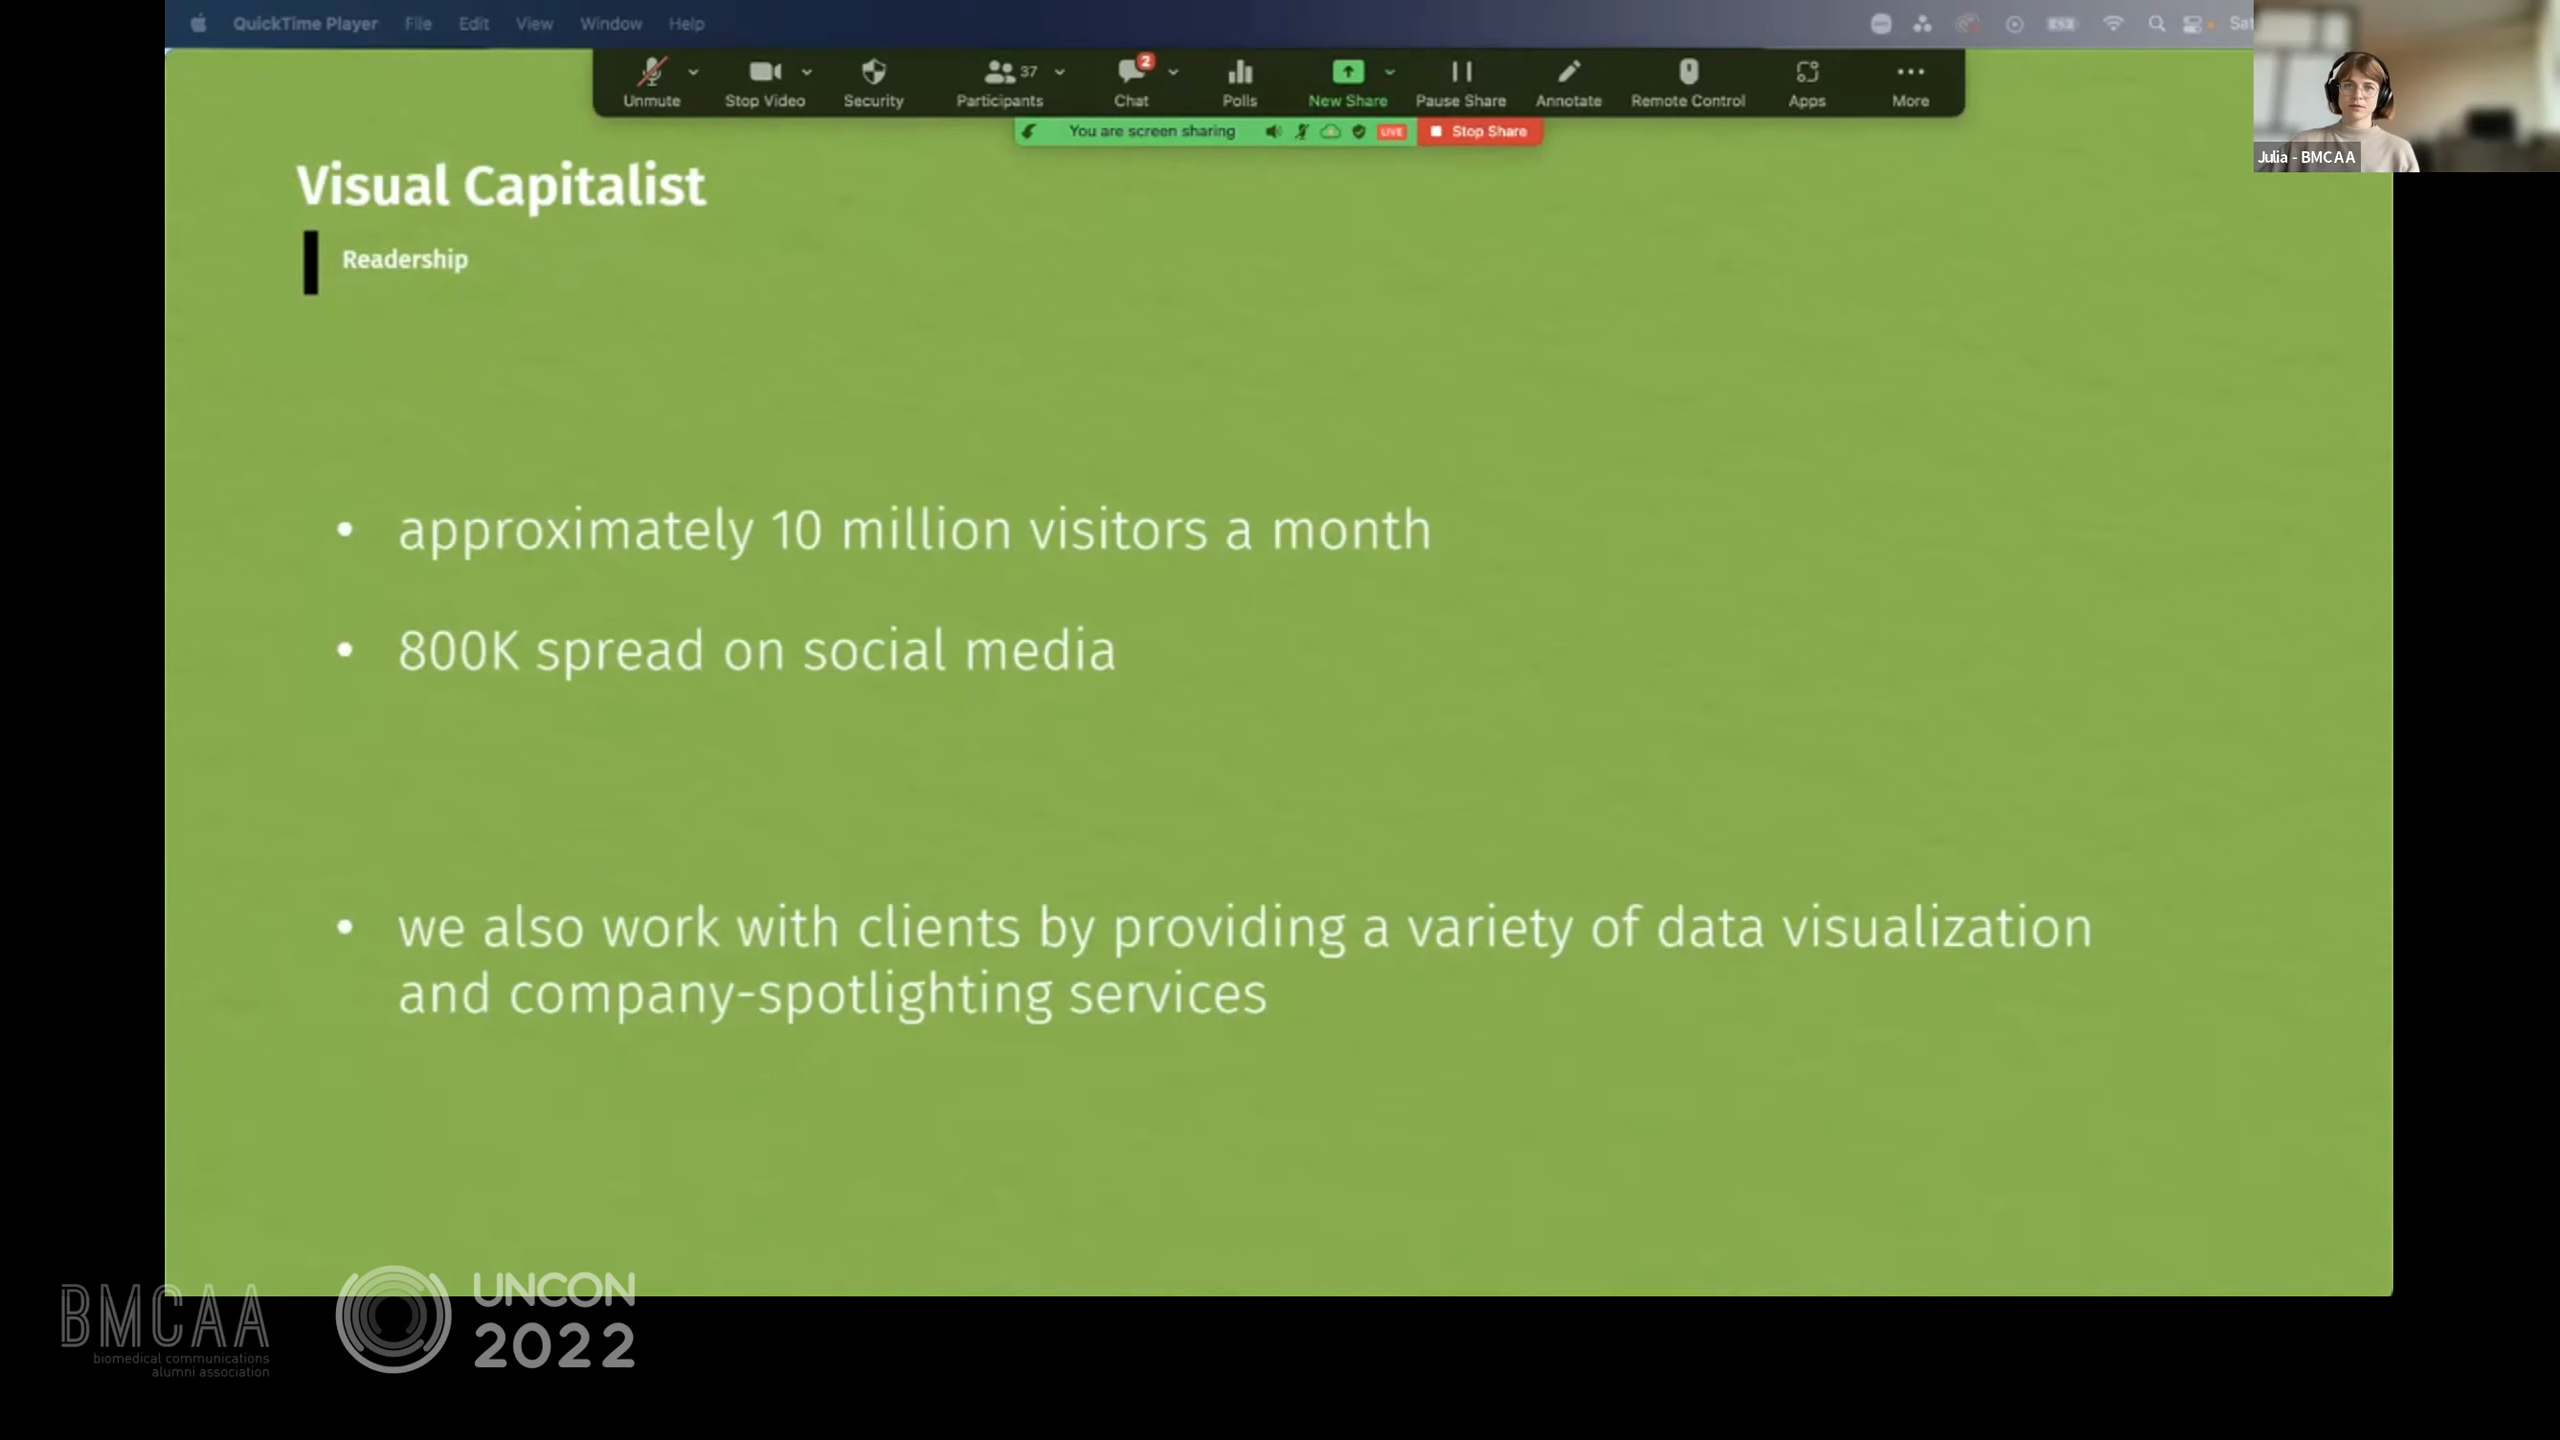 QuickTime Player File Edit View Window Help
Unmute Stop Video Security Participants 37 Chat 2 Polls New Share Pause Share Annotate Remote Control Apps More
You are screen sharing LIVE Stop Share
Julia - BMCAA
Visual Capitalist
Readership
• approximately 10 million visitors a month
• 800K spread on social media
• we also work with clients by providing a variety of data visualization
and company-spotlighting services
BMCAA
biomedical communications
alumni association
UNCON
2022